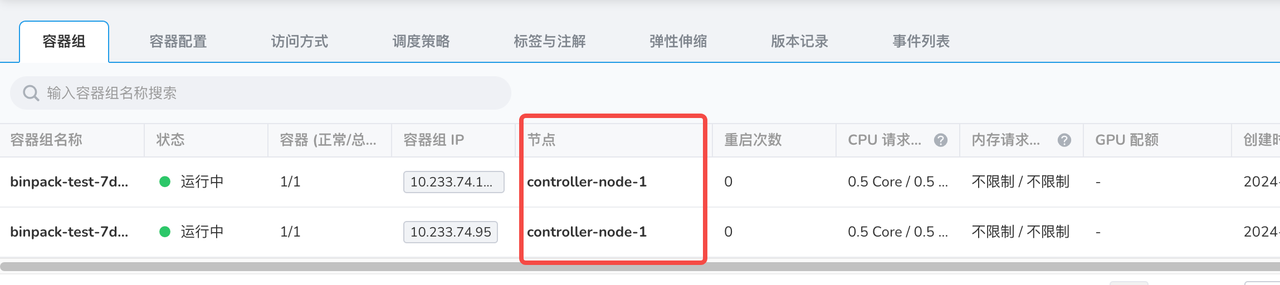 容器组 容器配置 访问方式 调度策略 标签与注解 弹性伸缩 版本记录 事件列表
输入容器组名称搜索
容器组名称 状态 容器 (正常/总... 容器组 IP 节点 重启次数 CPU 请求... 内存请求... GPU 配额 创建时
binpack-test-7d... 运行中 1/1 10.233.74.1... controller-node-1 0 0.5 Core / 0.5 ... 不限制 / 不限制 - 2024-
binpack-test-7d... 运行中 1/1 10.233.74.95 controller-node-1 0 0.5 Core / 0.5 ... 不限制 / 不限制 - 2024-